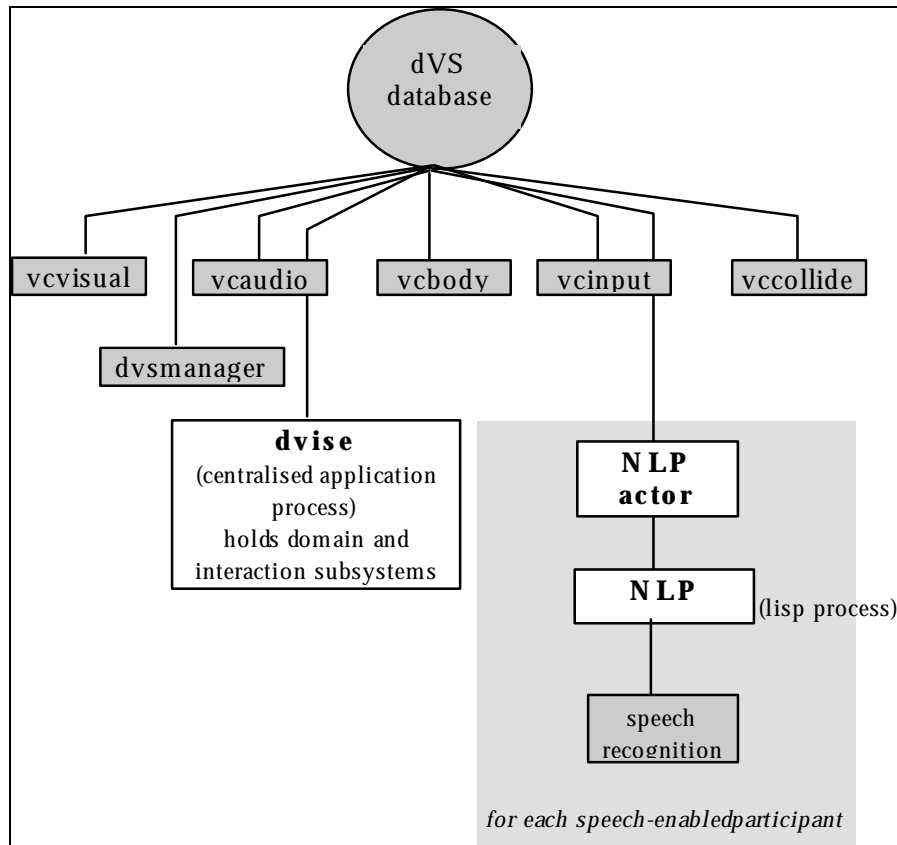 dVS
database
vcvisual
vcaudio
vcbody
vcinput
vccollide
dvsmanager
dvise
(centralised application
process)
holds domain and
interaction subsystems
NLP
actor
NLP
(lisp process)
speech
recognition
for each speech-enabledparticipant